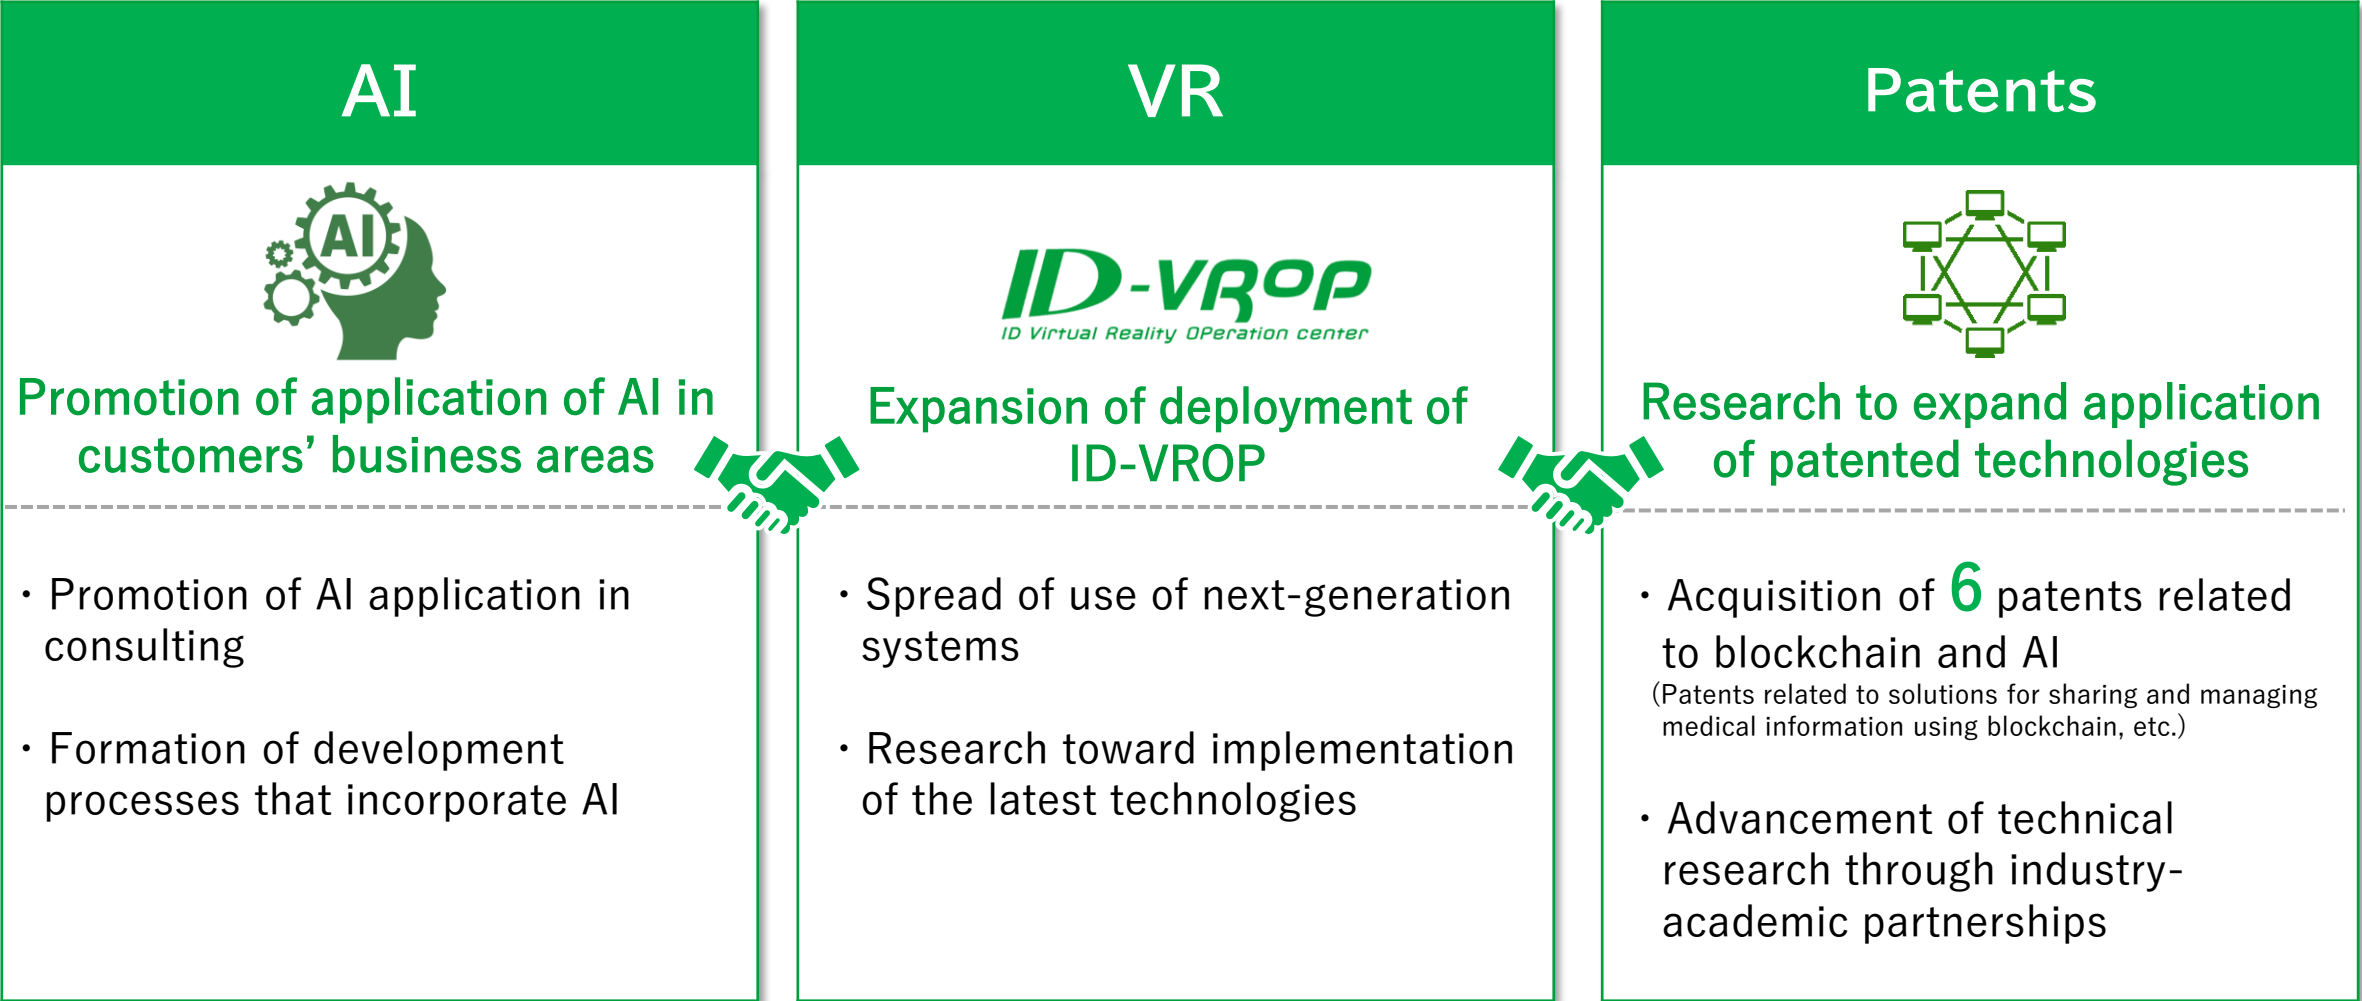 AI
AI
Promotion of application of AI in
customers’ business areas
・Promotion of AI application in
consulting
・Formation of development
processes that incorporate AI
VR
ID-VROP
ID Virtual Reality OPeration center
Expansion of deployment of
ID-VROP
・Spread of use of next-generation
systems
・Research toward implementation
of the latest technologies
Patents
Research to expand application
of patented technologies
・Acquisition of 6 patents related
to blockchain and AI
(Patents related to solutions for sharing and managing
medical information using blockchain, etc.)
・Advancement of technical
research through industry-
academic partnerships